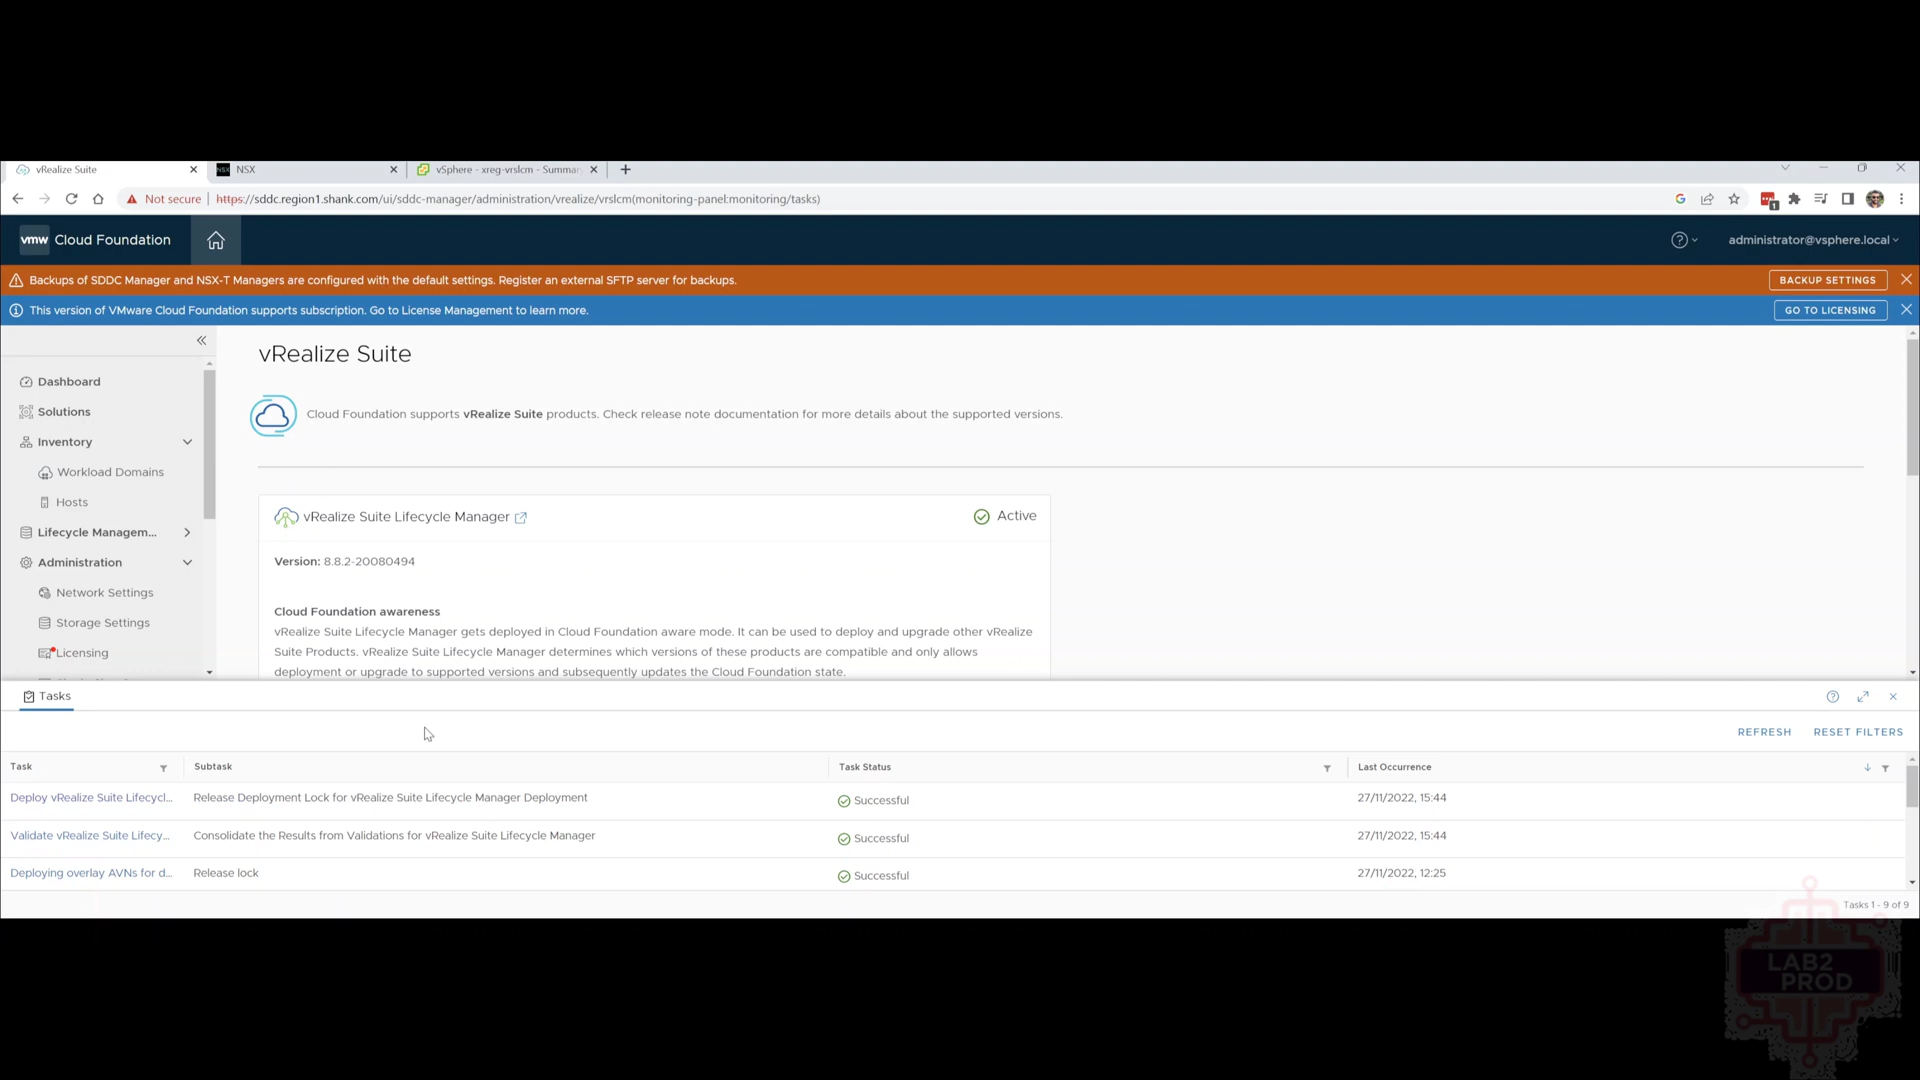 vRealize Suite
NSX
NSX
vSphere - xreg-vrslcm - Summar
Not secure
https://sddc.region1.shank.com/ui/sddc-manager/administration/vrealize/vrslcm(monitoring-panel:monitoring/tasks)
1
vmw Cloud Foundation
administrator@vsphere.local
Backups of SDDC Manager and NSX-T Managers are configured with the default settings. Register an external SFTP server for backups.
BACKUP SETTINGS
This version of VMware Cloud Foundation supports subscription. Go to License Management to learn more.
GO TO LICENSING
Dashboard
Solutions
Inventory
Workload Domains
Hosts
Lifecycle Managem...
Administration
Network Settings
Storage Settings
Licensing
vRealize Suite
Cloud Foundation supports vRealize Suite products. Check release note documentation for more details about the supported versions.
vRealize Suite Lifecycle Manager
Active
Version: 8.8.2-20080494
Cloud Foundation awareness
vRealize Suite Lifecycle Manager gets deployed in Cloud Foundation aware mode. It can be used to deploy and upgrade other vRealize
Suite Products. vRealize Suite Lifecycle Manager determines which versions of these products are compatible and only allows
deployment or upgrade to supported versions and subsequently updates the Cloud Foundation state.
Tasks
REFRESH
RESET FILTERS
Task
Subtask
Task Status
Last Occurrence
Deploy vRealize Suite Lifecycl...
Release Deployment Lock for vRealize Suite Lifecycle Manager Deployment
Successful
27/11/2022, 15:44
Validate vRealize Suite Lifecy...
Consolidate the Results from Validations for vRealize Suite Lifecycle Manager
Successful
27/11/2022, 15:44
Deploying overlay AVNs for d...
Release lock
Successful
27/11/2022, 12:25
Tasks 1 - 9 of 9
LAB2
PROD